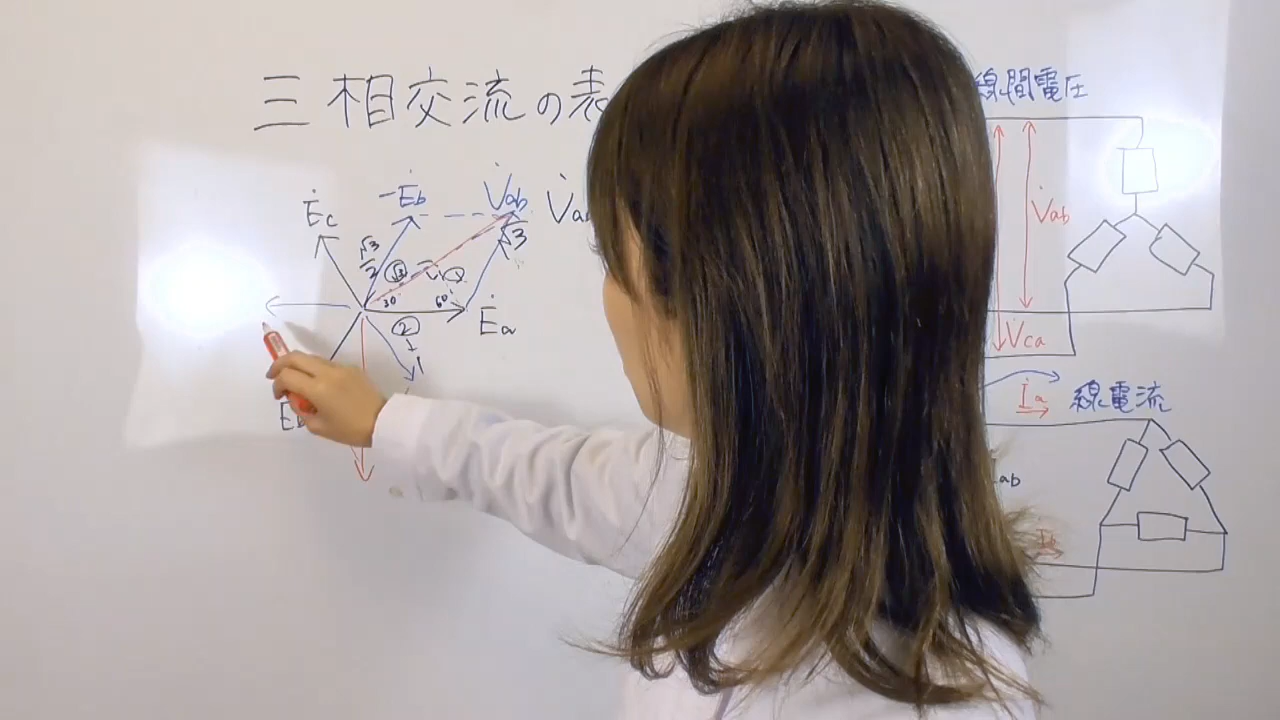 三相交流の表
線間電圧
Ėc
-Ėb
V̇ab
√3
√3/2
30°
60°
Ėa
2
V̇ab
V̇ca
İa
線電流
ab